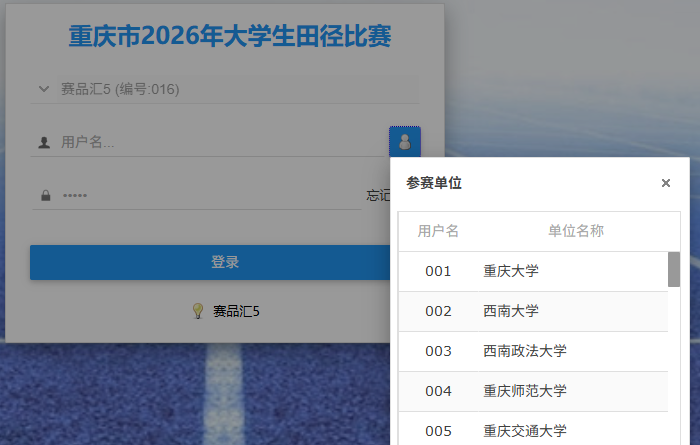 重庆市2026年大学生田径比赛
赛品汇5 (编号:016)
用户名...
•••••
忘记
登录
赛品汇5
参赛单位 ×
用户名 单位名称
001 重庆大学
002 西南大学
003 西南政法大学
004 重庆师范大学
005 重庆交通大学